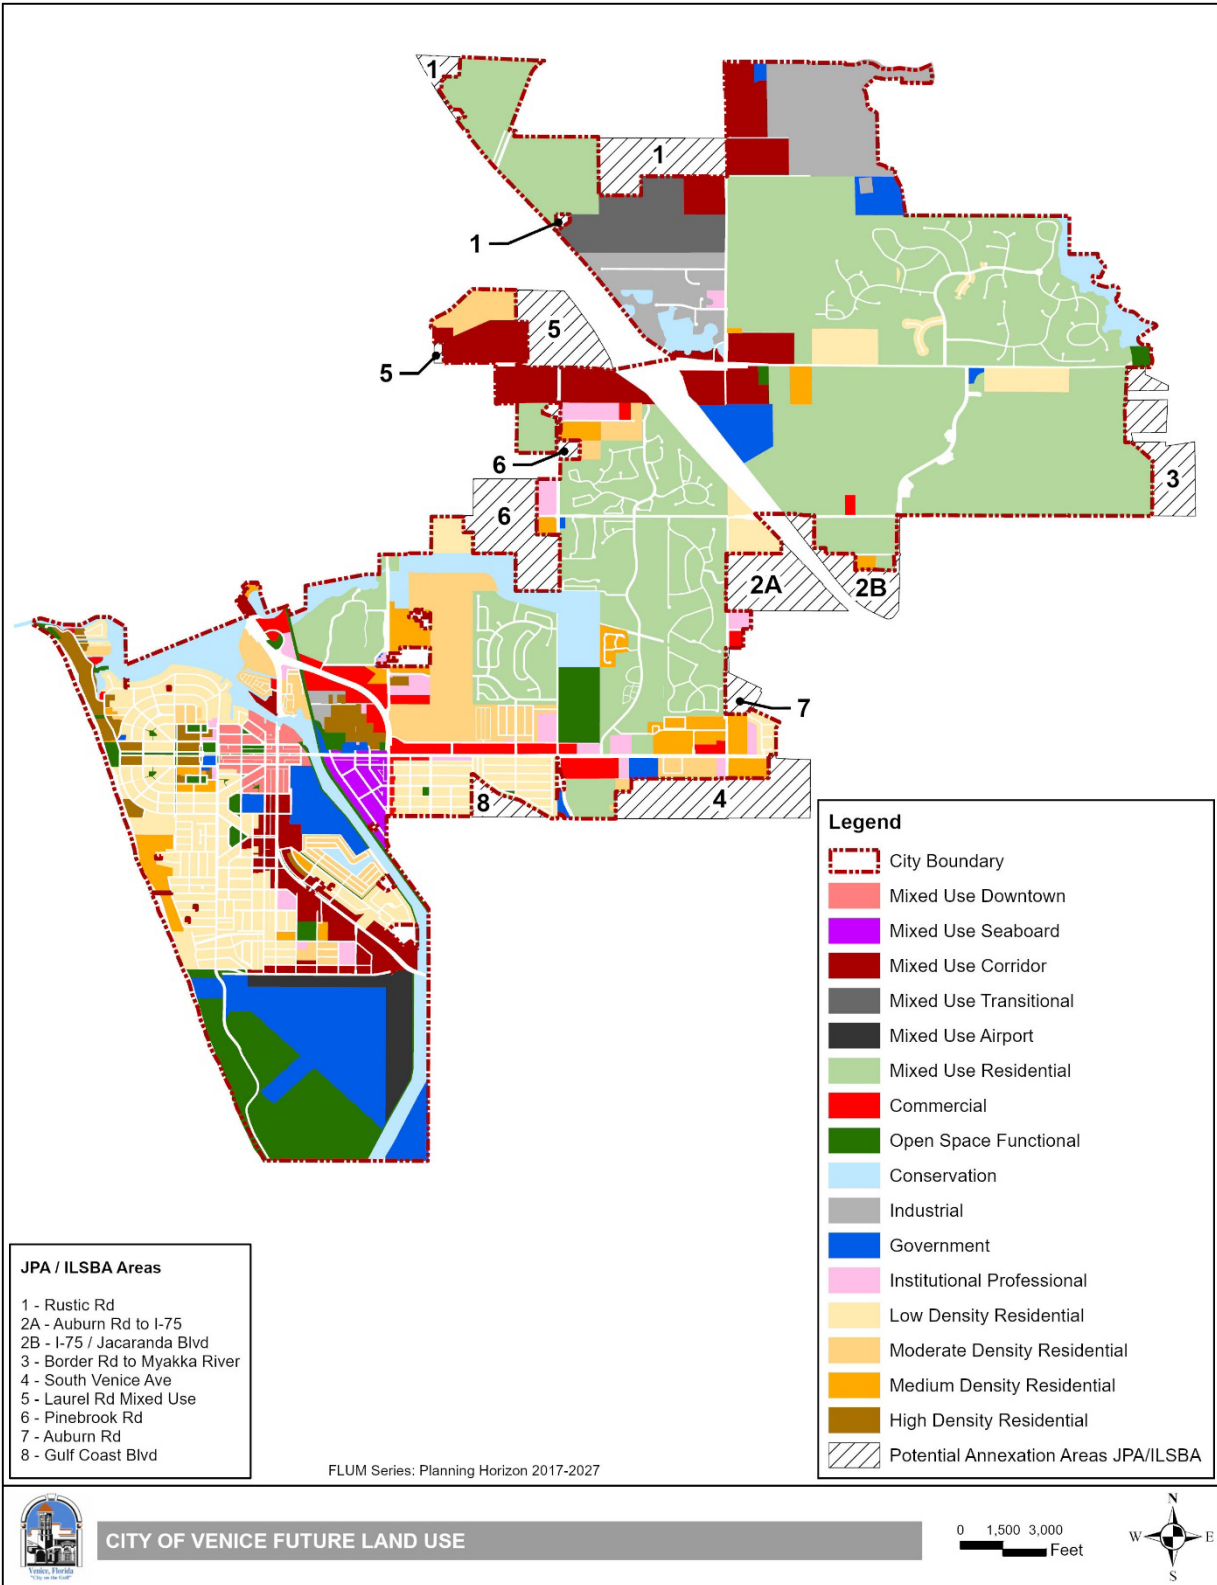 1
1
1
5
5
6
6
3
2A
2B
7
8
4
Legend
City Boundary
Mixed Use Downtown
Mixed Use Seaboard
Mixed Use Corridor
Mixed Use Transitional
Mixed Use Airport
Mixed Use Residential
Commercial
Open Space Functional
Conservation
Industrial
Government
Institutional Professional
Low Density Residential
Moderate Density Residential
Medium Density Residential
High Density Residential
Potential Annexation Areas JPA/ILSBA
JPA / ILSBA Areas
1 - Rustic Rd
2A - Auburn Rd to I-75
2B - I-75 / Jacaranda Blvd
3 - Border Rd to Myakka River
4 - South Venice Ave
5 - Laurel Rd Mixed Use
6 - Pinebrook Rd
7 - Auburn Rd
8 - Gulf Coast Blvd
FLUM Series: Planning Horizon 2017-2027
Venice, Florida
"City on the Gulf"
CITY OF VENICE FUTURE LAND USE
0 1,500 3,000
Feet
N
W E
S